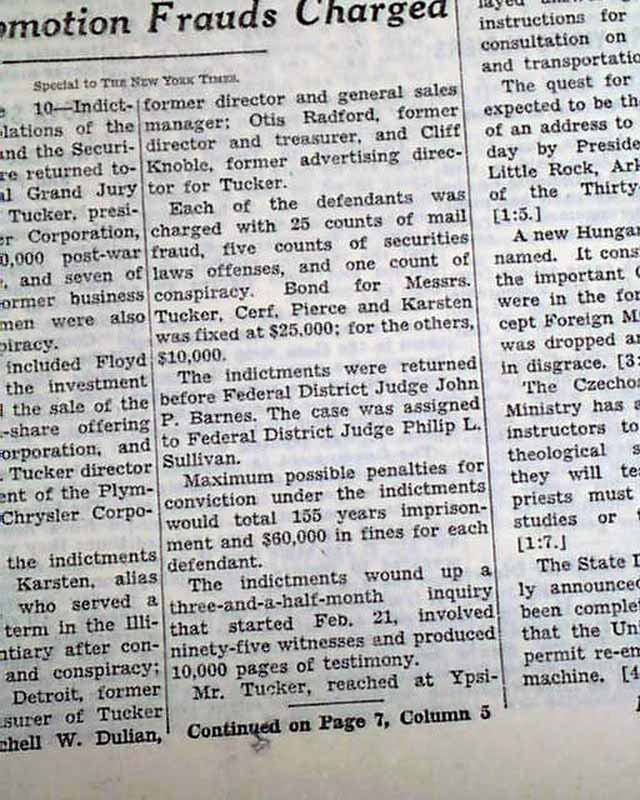 omotion Frauds Charged
Special to THE NEW YORK TIMES.
e 10—Indict-
lations of the
and the Securi-
re returned to-
al Grand Jury
Tucker, presi-
er Corporation,
0,000 post-war
, and seven of
ormer business
men were also
piracy.
included Floyd
the investment
l the sale of the
-share offering
orporation, and
. Tucker director
ent of the Plym-
Chrysler Corpo-
the indictments
Karsten, alias
who served a
term in the Illi-
ntiary after con-
and conspiracy;
Detroit, former
surer of Tucker
chell W. Dulian,
former director and general sales
manager; Otis Radford, former
director and treasurer, and Cliff
Knoble, former advertising direc-
tor for Tucker.
Each of the defendants was
charged with 25 counts of mail
fraud, five counts of securities
laws offenses, and one count of
conspiracy. Bond for Messrs.
Tucker, Cerf, Pierce and Karsten
was fixed at $25,000; for the others,
$10,000.
The indictments were returned
before Federal District Judge John
P. Barnes. The case was assigned
to Federal District Judge Philip L.
Sullivan.
Maximum possible penalties for
conviction under the indictments
would total 155 years imprison-
ment and $60,000 in fines for each
defendant.
The indictments wound up a
three-and-a-half-month inquiry
that started Feb. 21, involved
ninety-five witnesses and produced
10,000 pages of testimony.
Mr. Tucker, reached at Ypsi-
Continued on Page 7, Column 5
instructions for
consultation on
and transportatio
The quest for
expected to be th
of an address to
day by Preside
Little Rock, Ark
of the Thirty-
[1:5.]
A new Hungar
named. It cons
the important C
were in the for
cept Foreign Mi
was dropped an
in disgrace. [3:
The Czecho
Ministry has a
instructors to
theological s
they will te
priests must
studies or t
[1:7.]
The State D
ly announced
been comple
that the Uni
permit re-em
machine. [4